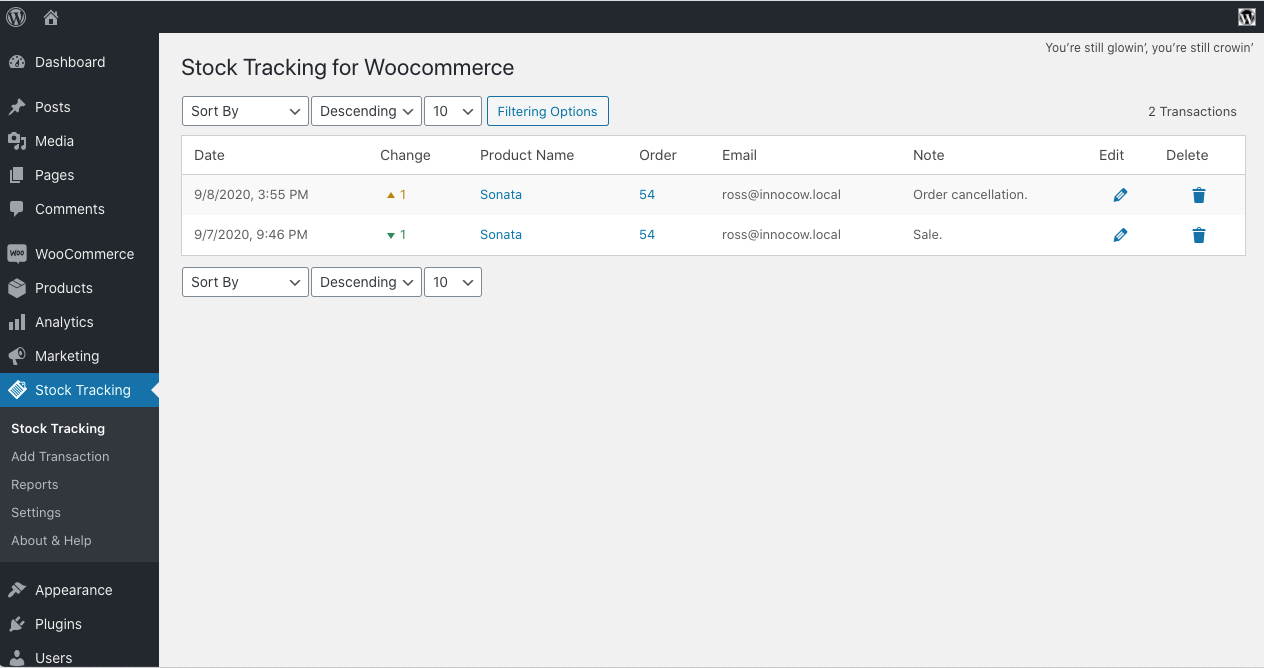 You’re still glowin’, you’re still crowin’
Dashboard
Posts
Media
Pages
Comments
WOO WooCommerce
Products
Analytics
Marketing
Stock Tracking
Stock Tracking
Add Transaction
Reports
Settings
About & Help
Appearance
Plugins
Users
Stock Tracking for Woocommerce
Sort By Descending 10 Filtering Options 2 Transactions
Date Change Product Name Order Email Note Edit Delete
9/8/2020, 3:55 PM ▲ 1 Sonata 54 ross@innocow.local Order cancellation.
9/7/2020, 9:46 PM ▼ 1 Sonata 54 ross@innocow.local Sale.
Sort By Descending 10